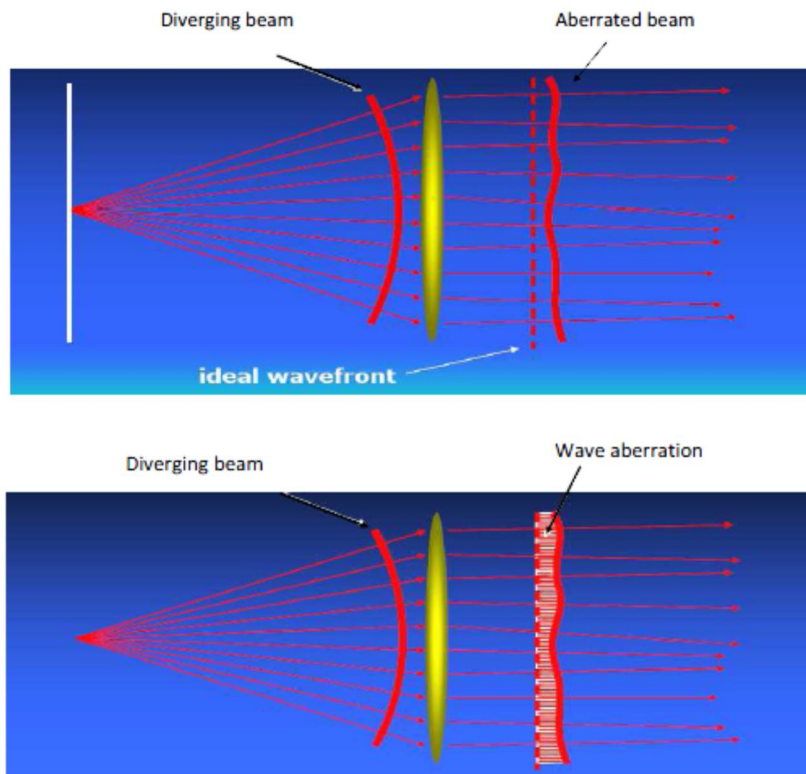 Diverging beam
Aberrated beam
ideal wavefront
Wave aberration
Diverging beam